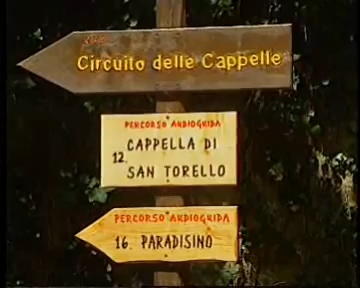 Circuito delle Cappelle
PERCORSO AUDIOGUIDA
CAPPELLA DI
12. SAN TORELLO
PERCORSO AUDIOGUIDA
16. PARADISINO